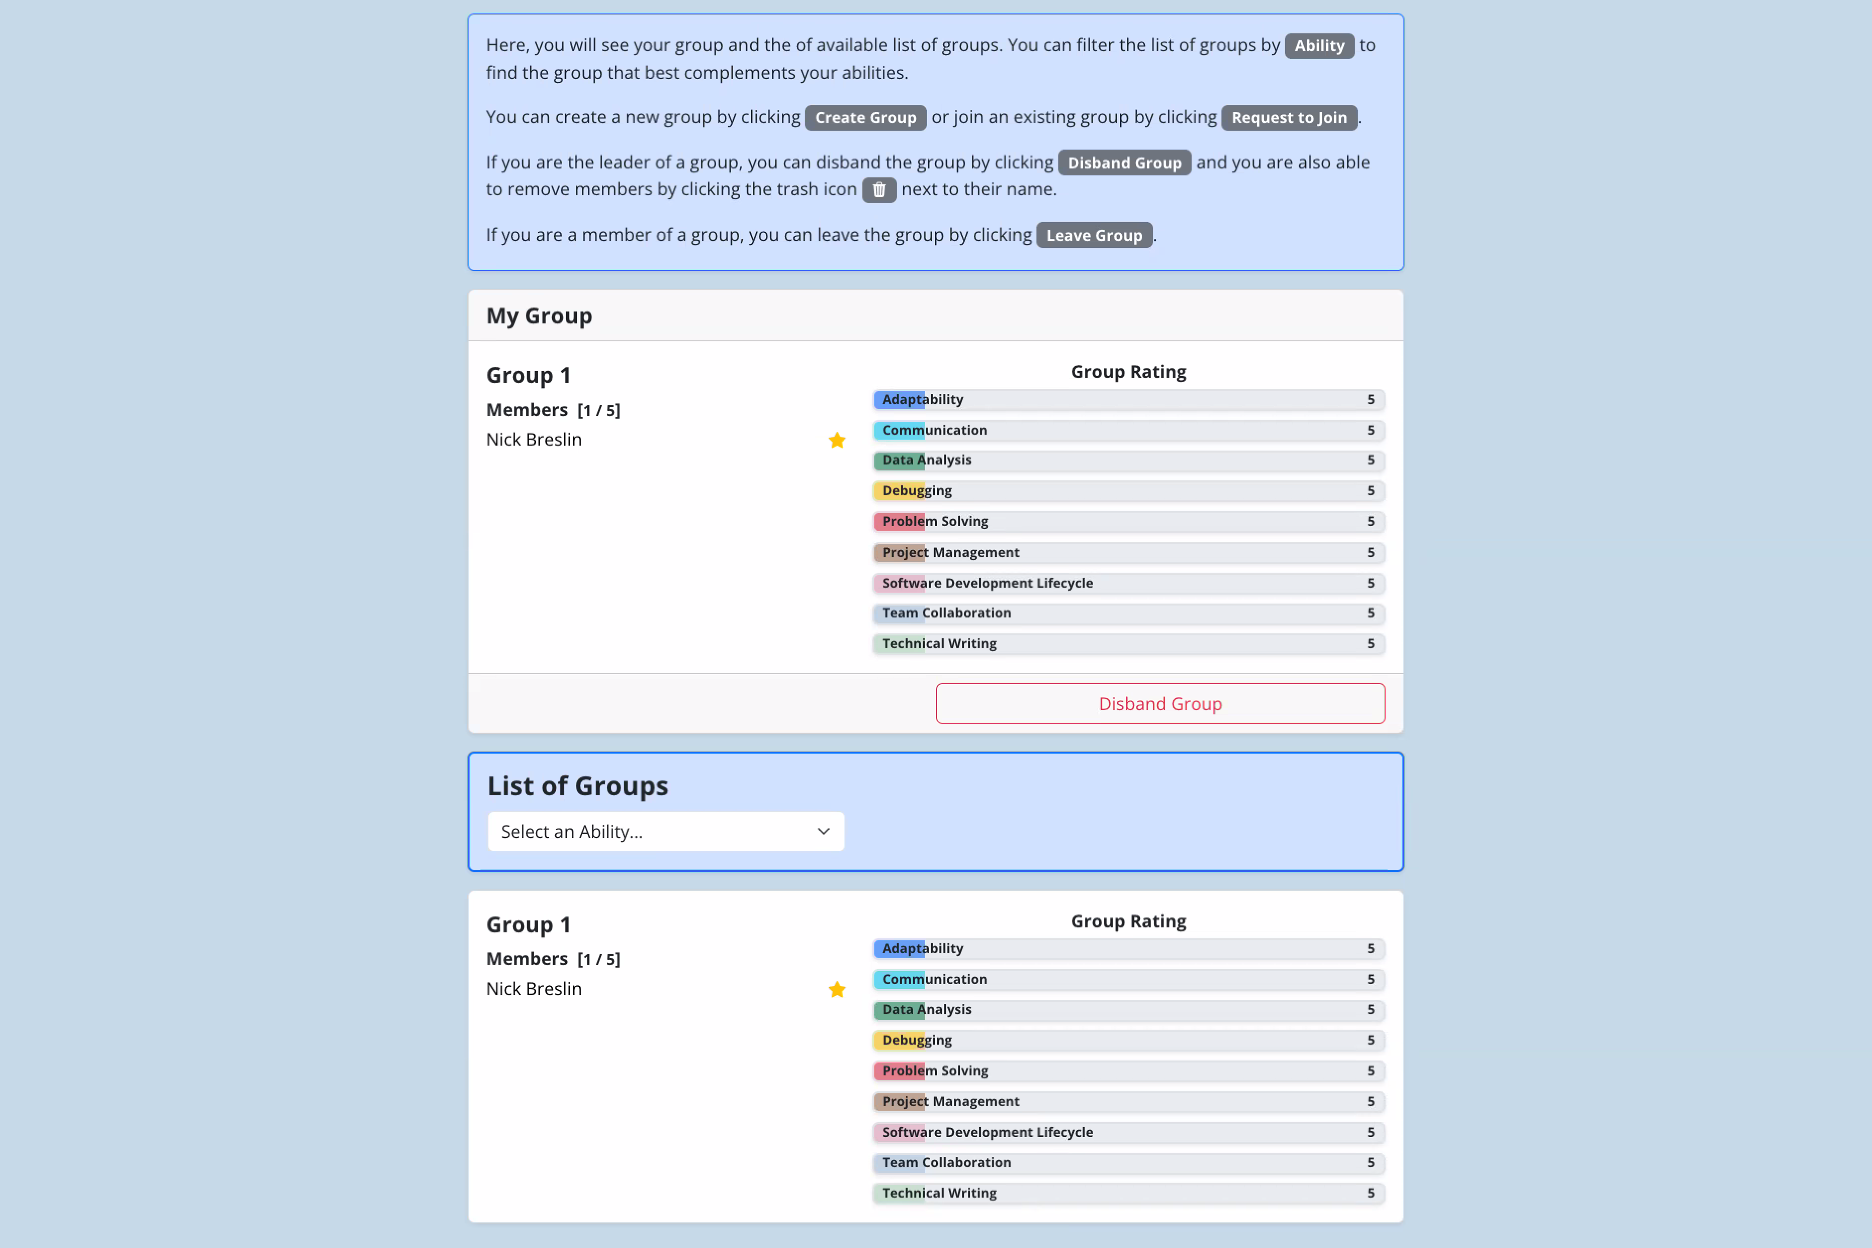 Here, you will see your group and the of available list of groups. You can filter the list of groups by Ability to
find the group that best complements your abilities.
You can create a new group by clicking Create Group or join an existing group by clicking Request to Join.
If you are the leader of a group, you can disband the group by clicking Disband Group and you are also able
to remove members by clicking the trash icon next to their name.
If you are a member of a group, you can leave the group by clicking Leave Group.
My Group
Group 1
Members [1 / 5]
Nick Breslin
Group Rating
Adaptability 5
Communication 5
Data Analysis 5
Debugging 5
Problem Solving 5
Project Management 5
Software Development Lifecycle 5
Team Collaboration 5
Technical Writing 5
Disband Group
List of Groups
Select an Ability...
Group 1
Members [1 / 5]
Nick Breslin
Group Rating
Adaptability 5
Communication 5
Data Analysis 5
Debugging 5
Problem Solving 5
Project Management 5
Software Development Lifecycle 5
Team Collaboration 5
Technical Writing 5